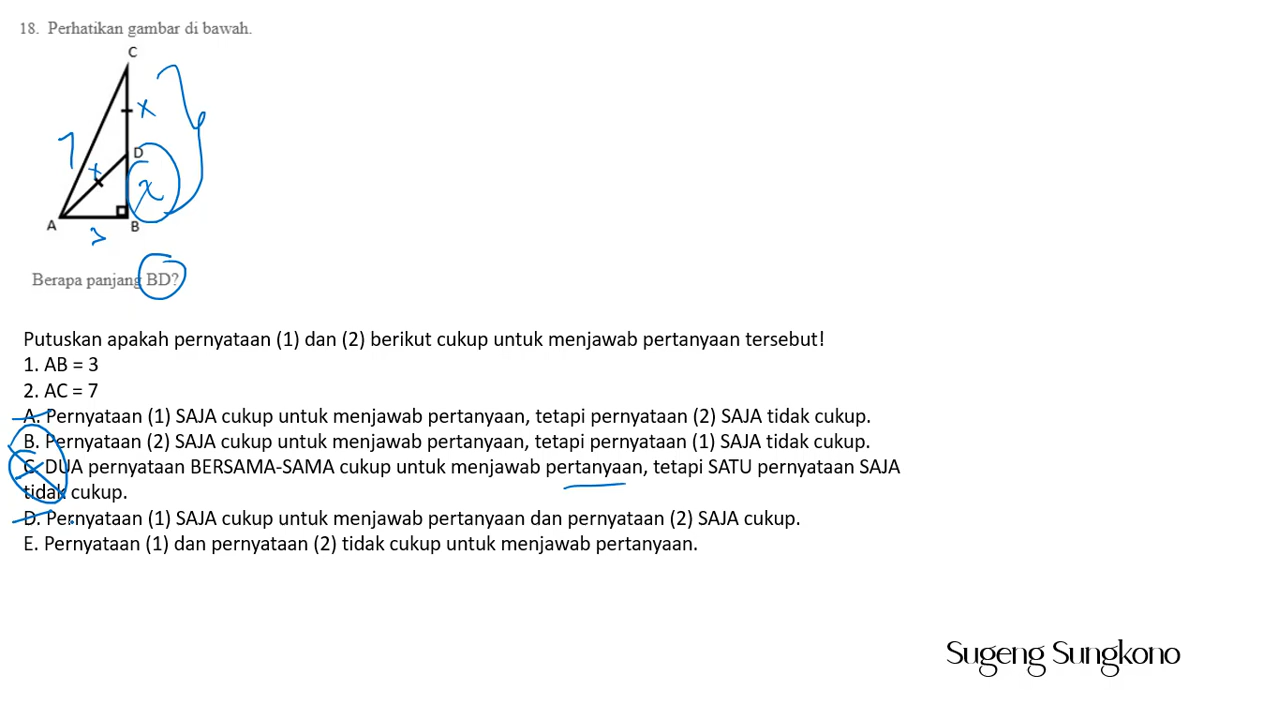 18. Perhatikan gambar di bawah.
C
x
7
D
x
x
A
B
3
Berapa panjang BD?
Putuskan apakah pernyataan (1) dan (2) berikut cukup untuk menjawab pertanyaan tersebut!
1. AB = 3
2. AC = 7
A. Pernyataan (1) SAJA cukup untuk menjawab pertanyaan, tetapi pernyataan (2) SAJA tidak cukup.
B. Pernyataan (2) SAJA cukup untuk menjawab pertanyaan, tetapi pernyataan (1) SAJA tidak cukup.
C. DUA pernyataan BERSAMA-SAMA cukup untuk menjawab pertanyaan, tetapi SATU pernyataan SAJA
tidak cukup.
D. Pernyataan (1) SAJA cukup untuk menjawab pertanyaan dan pernyataan (2) SAJA cukup.
E. Pernyataan (1) dan pernyataan (2) tidak cukup untuk menjawab pertanyaan.
Sugeng Sungkono